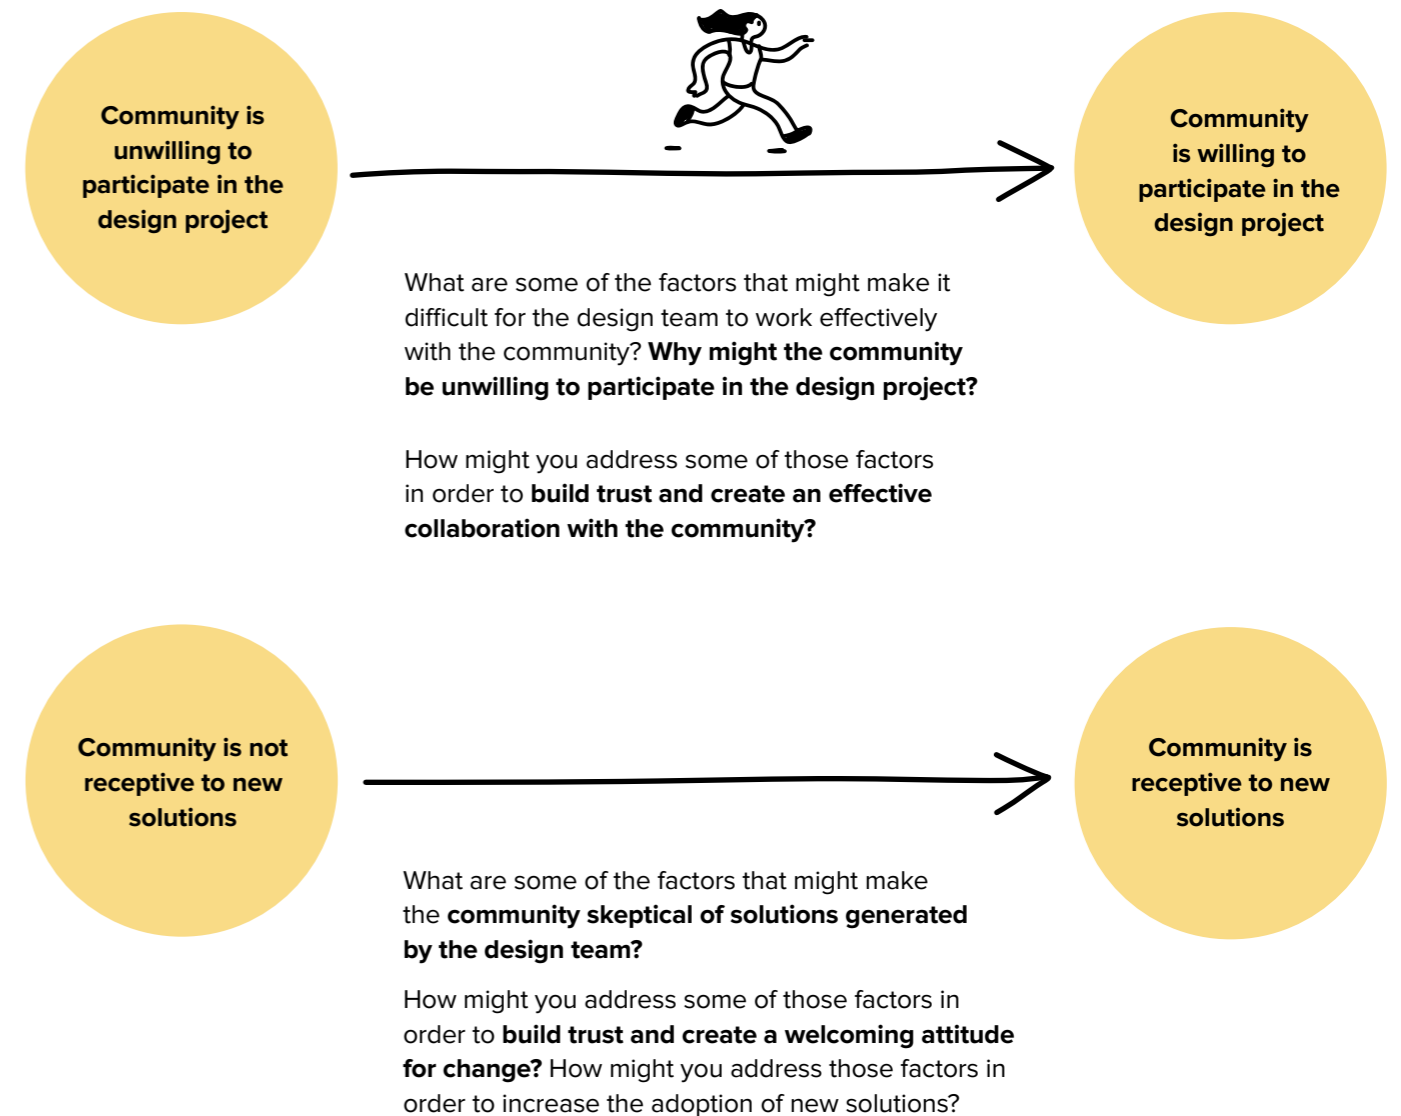 Community is
unwilling to
participate in the
design project
Community
is willing to
participate in the
design project
What are some of the factors that might make it
difficult for the design team to work effectively
with the community? Why might the community
be unwilling to participate in the design project?
How might you address some of those factors
in order to build trust and create an effective
collaboration with the community?
Community is not
receptive to new
solutions
Community is
receptive to new
solutions
What are some of the factors that might make
the community skeptical of solutions generated
by the design team?
How might you address some of those factors in
order to build trust and create a welcoming attitude
for change? How might you address those factors in
order to increase the adoption of new solutions?